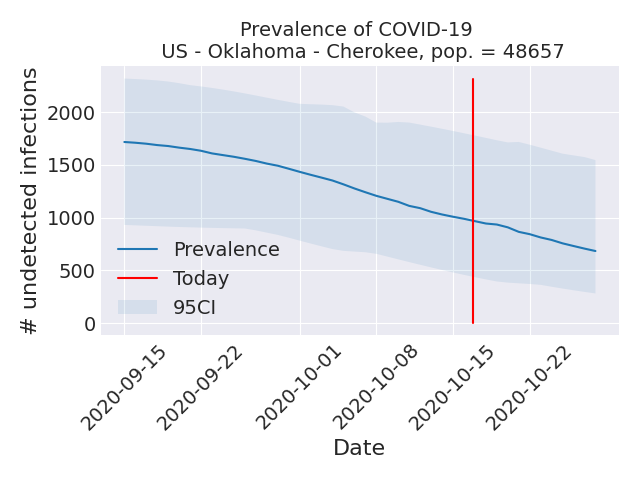 Prevalence of COVID-19
US - Oklahoma - Cherokee, pop. = 48657
# undetected infections
2000
1500
1000
500
0
Prevalence
Today
95CI
2020-09-15
2020-09-22
2020-10-01
2020-10-08
2020-10-15
2020-10-22
Date